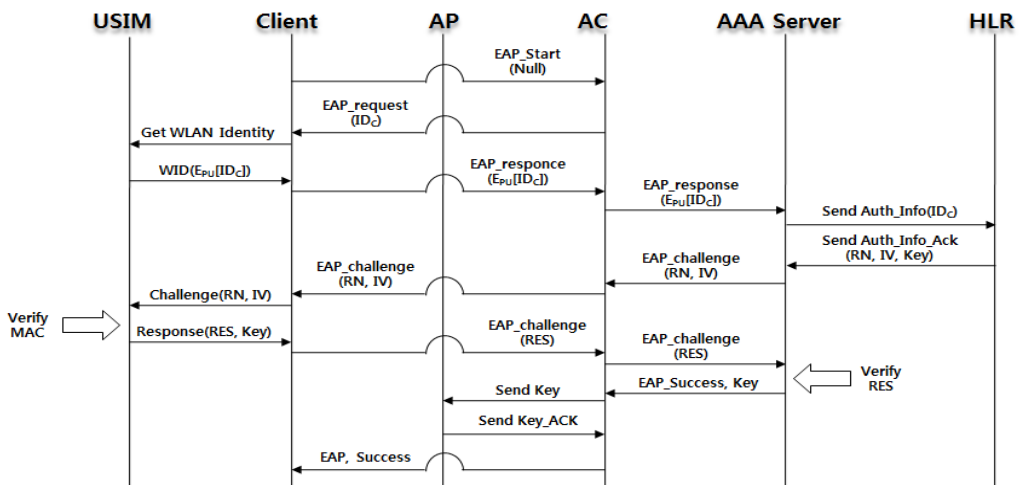 USIM Client AP AC AAA Server HLR
EAP_Start
(Null)
EAP_request
(IDC)
Get WLAN Identity
WID(EPU[IDC])
EAP_responce
(EPU[IDC])
EAP_response
(EPU[IDC])
Send Auth_Info(IDC)
Send Auth_Info_Ack
(RN, IV, Key)
EAP_challenge
(RN, IV)
EAP_challenge
(RN, IV)
Challenge(RN, IV)
Verify
MAC
Response(RES, Key)
EAP_challenge
(RES)
EAP_challenge
(RES)
Verify
RES
EAP_Success, Key
Send Key
Send Key_ACK
EAP, Success